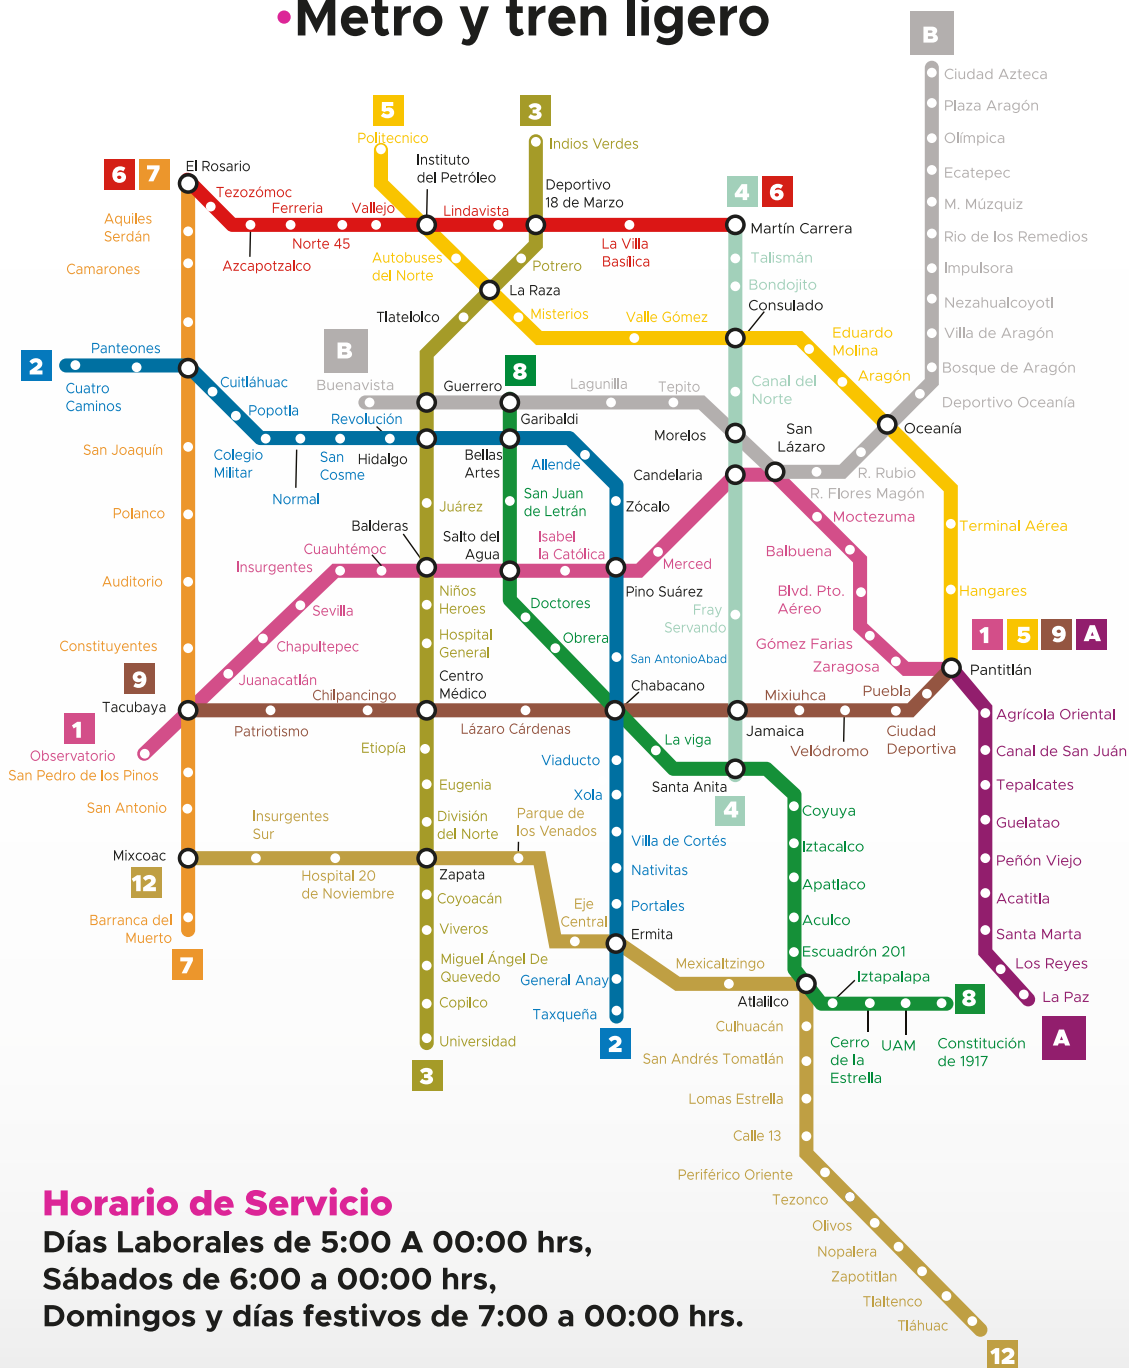 •Metro y tren ligero
B
Ciudad Azteca
Plaza Aragón
Olímpica
Ecatepec
M. Múzquiz
Rio de los Remedios
Impulsora
Nezahualcoyotl
Villa de Aragón
Bosque de Aragón
Deportivo Oceanía
Oceanía
R. Rubio
R. Flores Magón
San
Lázaro
Morelos
Tepito
Lagunilla
Garibaldi
Guerrero
Buenavista
B
5
Politecnico
Instituto
del Petróleo
Autobuses
del Norte
La Raza
Misterios
Valle Gómez
Consulado
Eduardo
Molina
Aragón
Terminal Aérea
Hangares
3
Indios Verdes
Deportivo
18 de Marzo
Potrero
Tlatelolco
6
7
El Rosario
Tezozómoc
Azcapotzalco
Ferreria
Norte 45
Vallejo
Lindavista
La Villa
Basílica
4
6
Martín Carrera
Talismán
Bondojito
Canal del
Norte
Candelaria
Fray
Servando
Jamaica
Santa Anita
4
Aquiles
Serdán
Camarones
2
Panteones
Cuatro
Caminos
Cuitláhuac
Popotla
Colegio
Militar
Normal
San
Cosme
Revolución
Hidalgo
Bellas
Artes
Allende
Zócalo
Pino Suárez
San AntonioAbad
Chabacano
Viaducto
Xola
Villa de Cortés
Nativitas
Portales
Ermita
General Anay
Taxqueña
2
San Joaquín
Polanco
Auditorio
Constituyentes
9
Tacubaya
1
Observatorio
San Pedro de los Pinos
San Antonio
Mixcoac
12
Barranca del
Muerto
7
Juanacatlán
Chapultepec
Sevilla
Insurgentes
Cuauhtémoc
Balderas
Salto del
Agua
Isabel
la Católica
Merced
Moctezuma
Balbuena
Blvd. Pto.
Aéreo
Gómez Farias
Zaragosa
1
5
9
A
Pantitlán
Juárez
Niños
Heroes
Hospital
General
Centro
Médico
Etiopía
Eugenia
División
del Norte
Zapata
Coyoacán
Viveros
Miguel Ángel De
Quevedo
Copilco
Universidad
3
8
San Juan
de Letrán
Doctores
Obrera
La viga
Coyuya
Iztacalco
Apatlaco
Aculco
Escuadrón 201
Atlalilco
Iztapalapa
Cerro
de la
Estrella
UAM
Constitución
de 1917
8
Patriotismo
Chilpancingo
Lázaro Cárdenas
Mixiuhca
Velódromo
Puebla
Ciudad
Deportiva
Agrícola Oriental
Canal de San Juán
Tepalcates
Guelatao
Peñón Viejo
Acatitla
Santa Marta
Los Reyes
La Paz
A
Insurgentes
Sur
Hospital 20
de Noviembre
Parque de
los Venados
Eje
Central
Mexicaltzingo
Culhuacán
San Andrés Tomatlán
Lomas Estrella
Calle 13
Periférico Oriente
Tezonco
Olivos
Nopalera
Zapotitlan
Tlaltenco
Tláhuac
12
Horario de Servicio
Días Laborales de 5:00 A 00:00 hrs,
Sábados de 6:00 a 00:00 hrs,
Domingos y días festivos de 7:00 a 00:00 hrs.